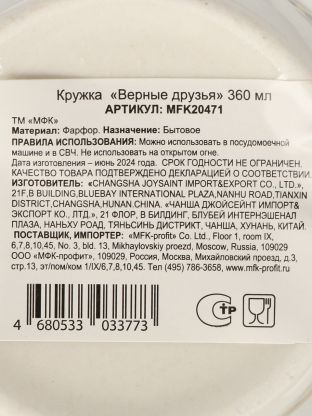 Кружка «Верные друзья» 360 мл
АРТИКУЛ: MFK20471
ТМ «МФК»
Материал: Фарфор. Назначение: Бытовое
ПРАВИЛА ИСПОЛЬЗОВАНИЯ: Можно использовать в посудомоечной
машине и в СВЧ. Не использовать на открытом огне.
Дата изготовления – июнь 2024 года. СРОК ГОДНОСТИ НЕ ОГРАНИЧЕН.
КАЧЕСТВО ТОВАРА ПОДТВЕРЖДЕНО ДЕКЛАРАЦИЕЙ О СООТВЕТСТВИИ.
ИЗГОТОВИТЕЛЬ: «CHANGSHA JOYSAINT IMPORT&EXPORT CO., LTD.,»
21F,B BUILDING,BLUEBAY INTERNATIONAL PLAZA,NANHU ROAD,TIANXIN
DISTRICT,CHANGSHA,HUNAN,CHINA. «ЧАНША ДЖОЙСЕЙНТ ИМПОРТ&
ЭКСПОРТ КО., ЛТД.», 21 ФЛОР, В БИЛДИНГ, БЛУБЕЙ ИНТЕРНЭШЕНАЛ
ПЛАЗА, НАНЬХУ РОАД, ТЯНЬСИНЬ ДИСТРИКТ, ЧАНША, ХУНАНЬ, КИТАЙ.
ПОСТАВЩИК, ИМПОРТЕР: «MFK-profit» Co. Ltd., Floor 1, room IX,
6,7,8,10,45, No. 3, bld. 13, Mikhaylovskiy proezd, Moscow, Russia, 109029
ООО «МФК-профит», 109029, Россия, Москва, Михайловский проезд, д.3,
стр.13, эт/пом/ком 1/IX/6,7,8,10,45. Тел (495) 786-3658, www.mfk-profit.ru
4 680533 033773